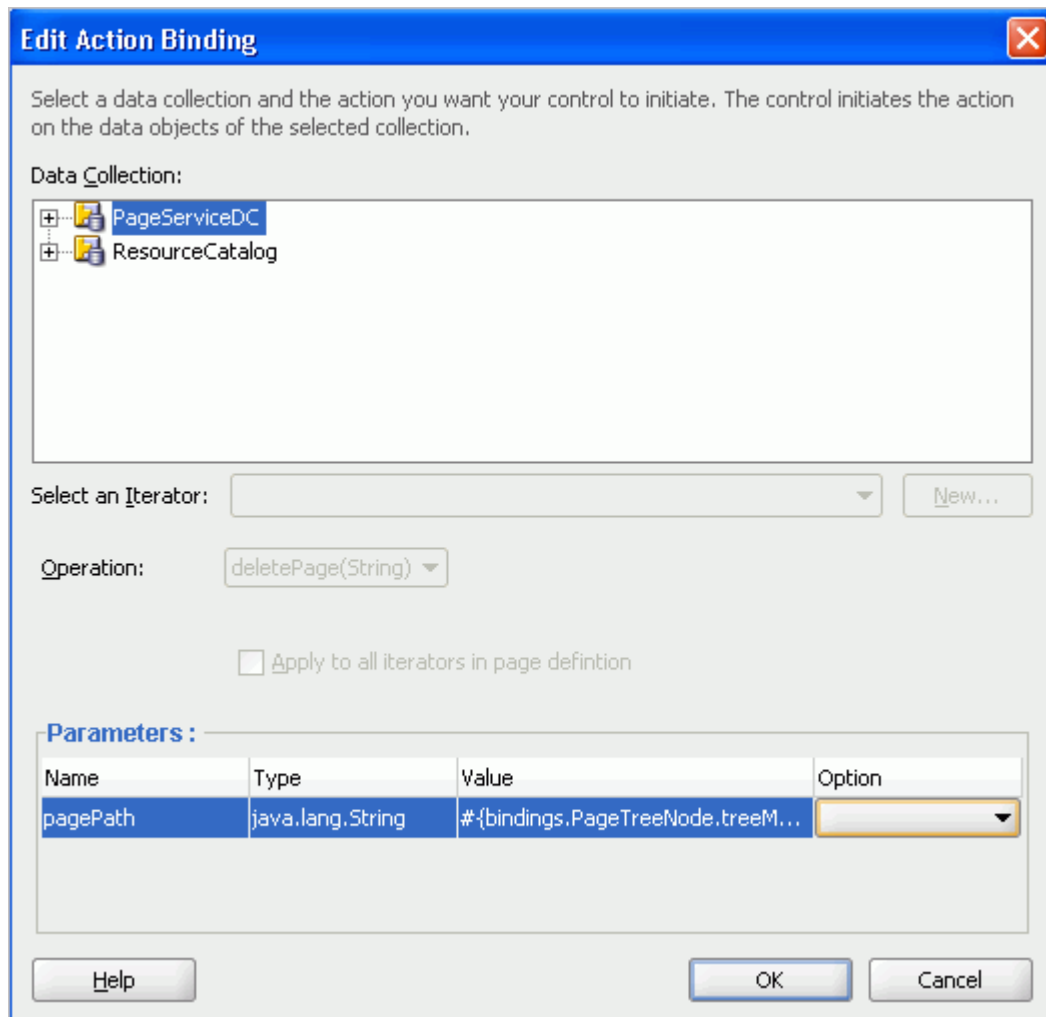 Edit Action Binding
Select a data collection and the action you want your control to initiate. The control initiates the action
on the data objects of the selected collection.
Data Collection:
PageServiceDC
ResourceCatalog
Select an Iterator:
New...
Operation:
deletePage(String)
Apply to all iterators in page defintion
Parameters :
Name Type Value Option
pagePath java.lang.String #{bindings.PageTreeNode.treeM...
Help OK Cancel